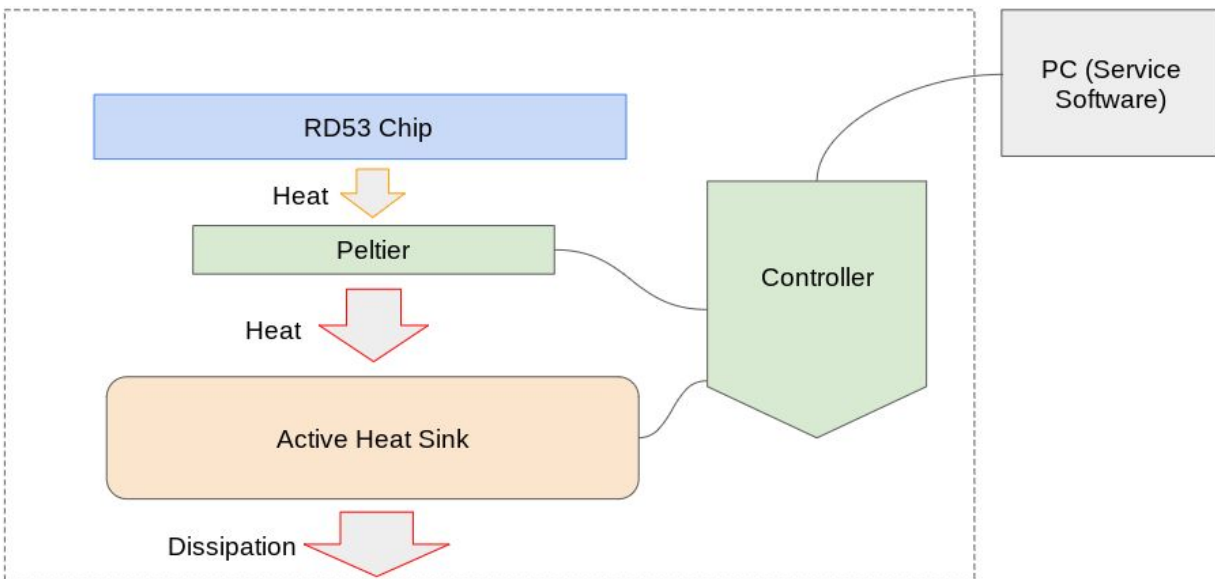 PC (Service
Software)
RD53 Chip
Heat
Peltier
Controller
Heat
Active Heat Sink
Dissipation